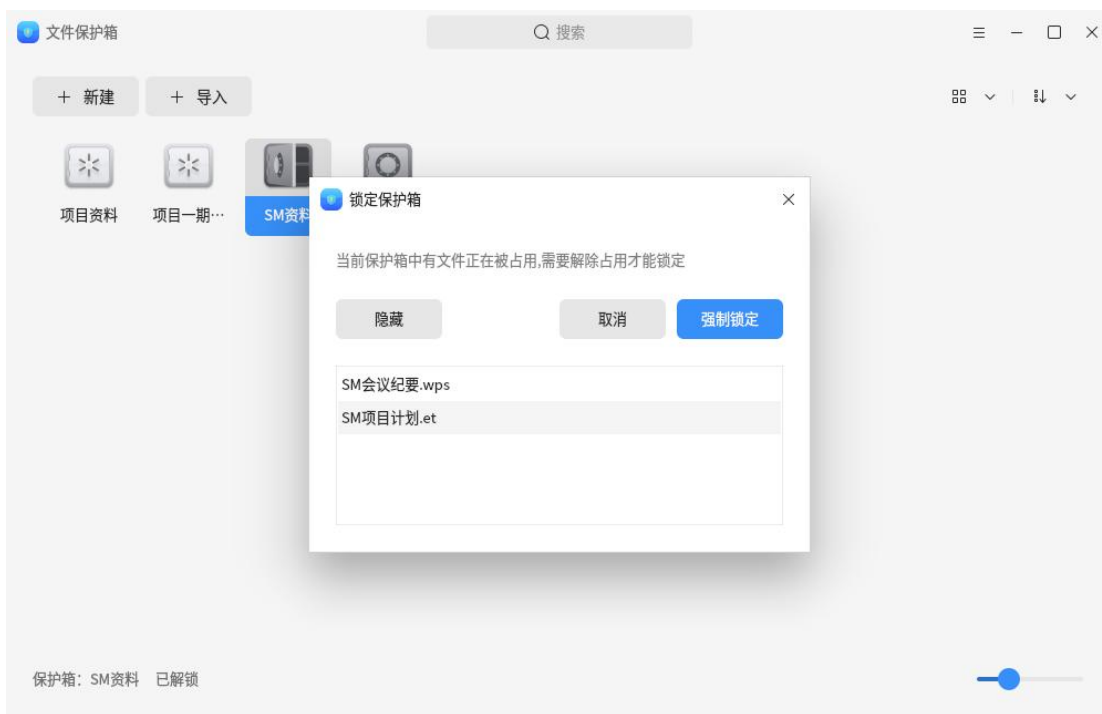 文件保护箱
搜索
新建
导入
项目资料
项目一期…
SM资料
锁定保护箱
当前保护箱中有文件正在被占用,需要解除占用才能锁定
隐藏
取消
强制锁定
SM会议纪要.wps
SM项目计划.et
保护箱: SM资料 已解锁